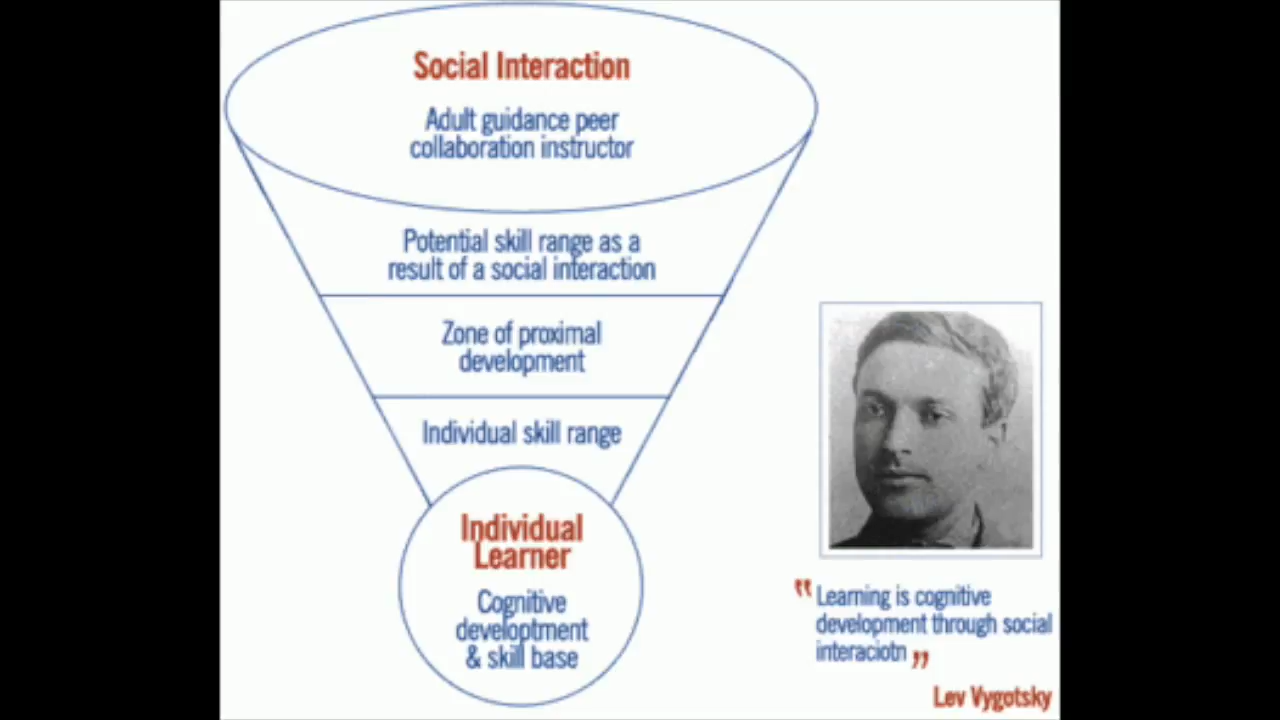 Social Interaction
Adult guidance peer
collaboration instructor
Potential skill range as a
result of a social interaction
Zone of proximal
development
Individual skill range
Individual
Learner
Cognitive
developtment
& skill base
"Learning is cognitive
development through social
interaciotn"
Lev Vygotsky